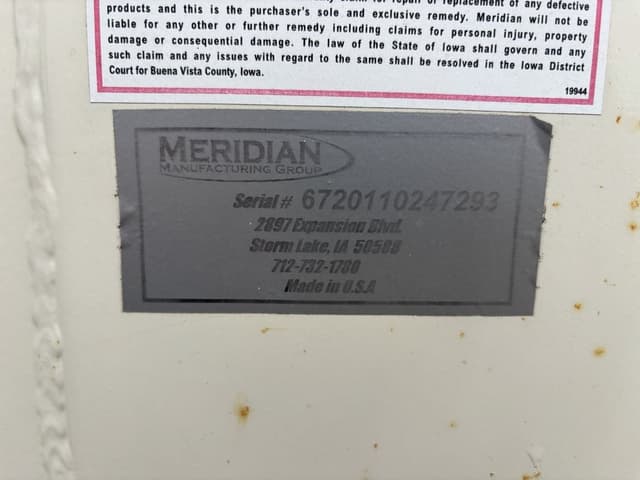 products and this is the purchaser's sole and exclusive remedy. Meridian will not be
liable for any other or further remedy including claims for personal injury, property
damage or consequential damage. The law of the State of Iowa shall govern and any
such claim and any issues with regard to the same shall be resolved in the Iowa District
Court for Buena Vista County, Iowa.
19944
MERIDIAN
MANUFACTURING GROUP
Serial # 6720110247293
2897 Expansion Blvd.
Storm Lake, IA 50588
712-732-1780
Made in U.S.A